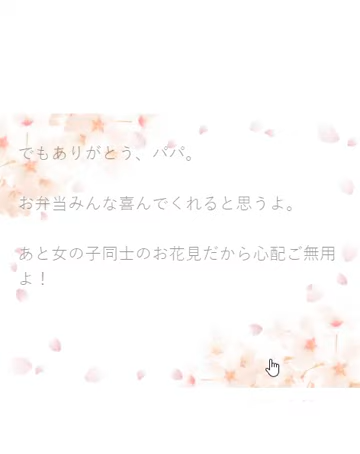 でもありがとう、パパ。
お弁当みんな喜んでくれると思うよ。
あと女の子同士のお花見だから心配ご無用
よ！